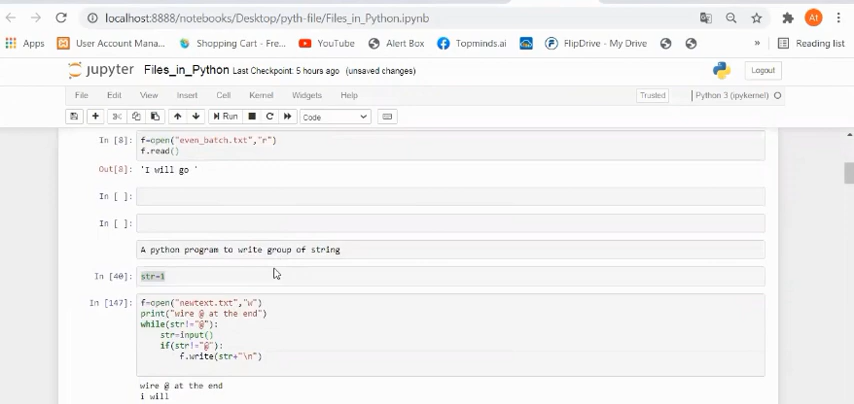 localhost:8888/notebooks/Desktop/pyth-file/Files_in_Python.ipynb
At
Apps
User Account Mana...
Shopping Cart - Fre...
YouTube
Alert Box
Topminds.ai
FlipDrive - My Drive
»
Reading list
jupyter Files_in_Python Last Checkpoint: 5 hours ago (unsaved changes)
Logout
File Edit View Insert Cell Kernel Widgets Help
Trusted
Python 3 (ipykernel)
Run
Code
In [8]: f=open("even_batch.txt","r")
f.read()
Out[8]: 'I will go '
In [ ]:
In [ ]:
A python program to write group of string
In [40]: str=1
In [147]: f=open("newtext.txt","w")
print("wire @ at the end")
while(str!="@"):
str=input()
if(str!="@"):
f.write(str+"\n")
wire @ at the end
i will